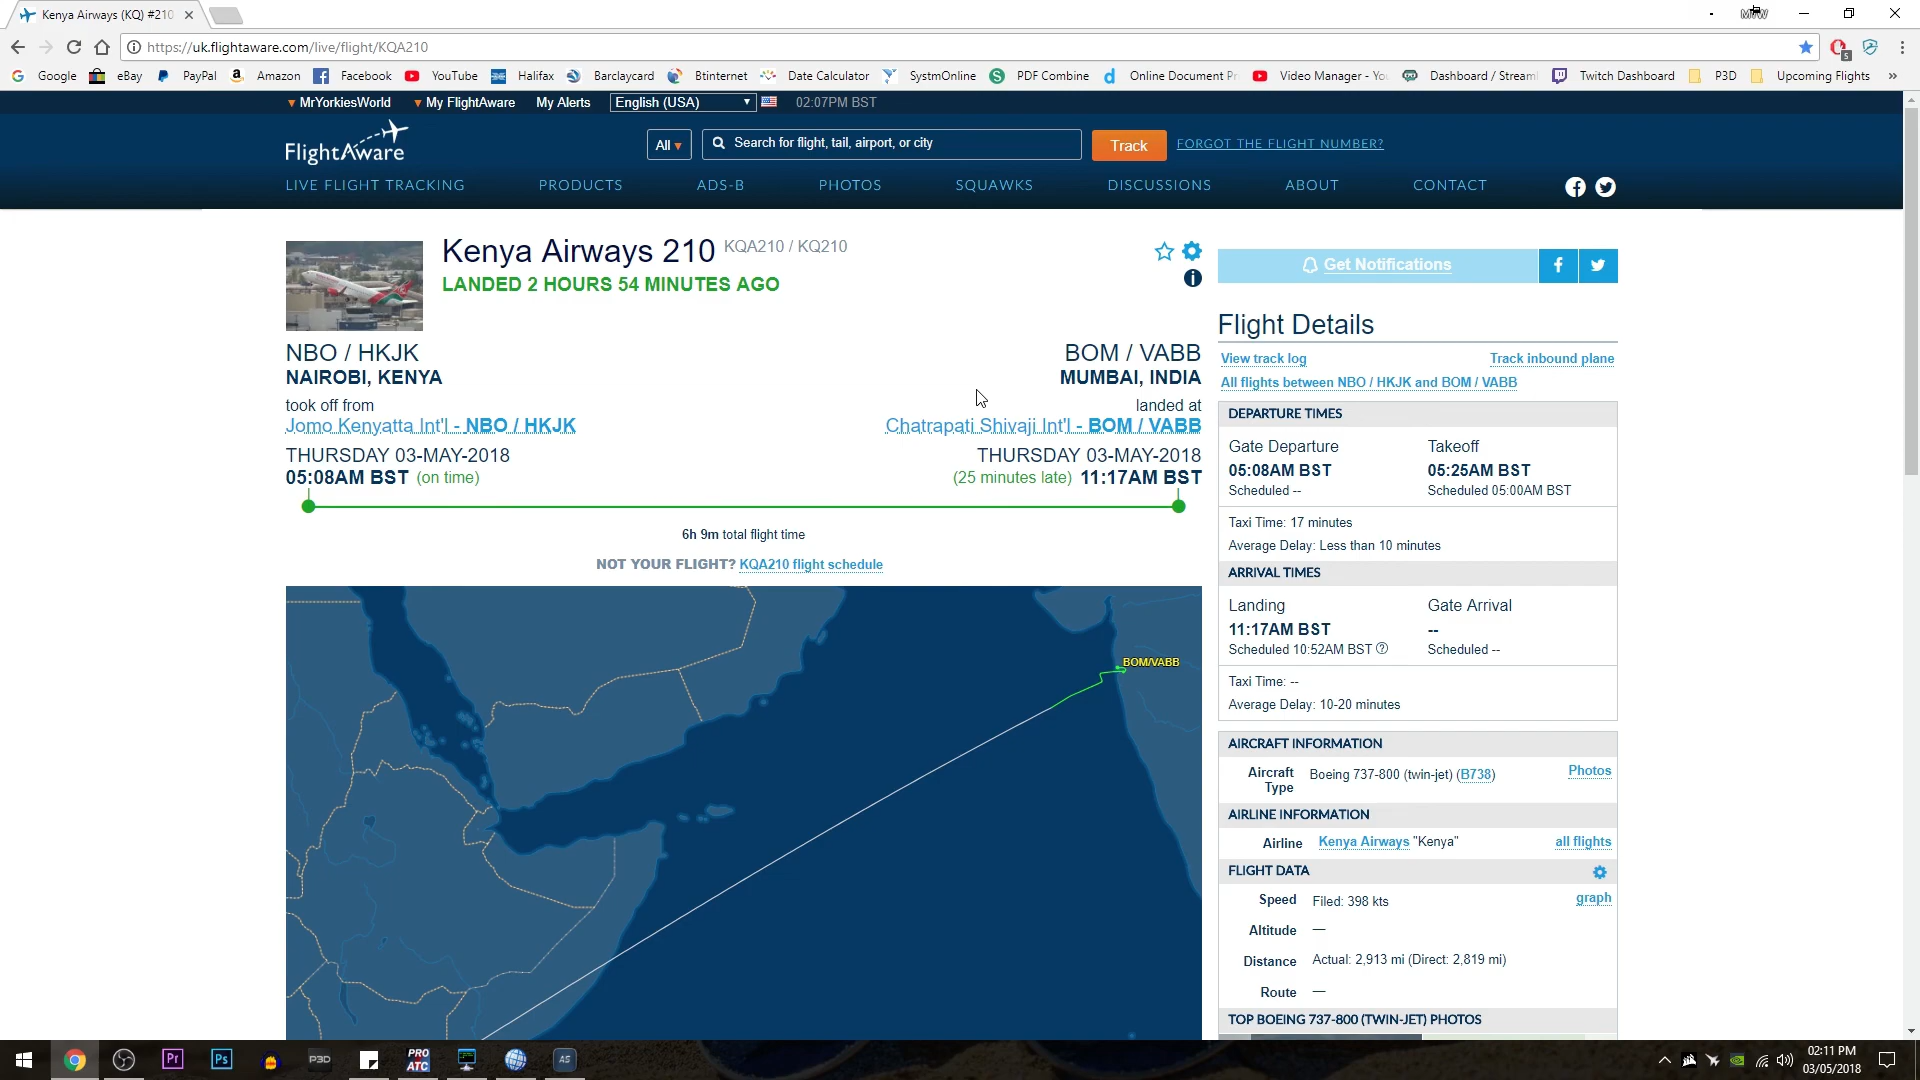 Kenya Airways (KQ) #210
https://uk.flightaware.com/live/flight/KQA210
Google eBay PayPal Amazon Facebook YouTube Halifax Barclaycard Btinternet Date Calculator SystmOnline PDF Combine Online Document Pr Video Manager - You Dashboard / Stream Twitch Dashboard P3D Upcoming Flights »
MrYorkiesWorld My FlightAware My Alerts English (USA) 02:07PM BST
FlightAware
All Search for flight, tail, airport, or city Track FORGOT THE FLIGHT NUMBER?
LIVE FLIGHT TRACKING PRODUCTS ADS-B PHOTOS SQUAWKS DISCUSSIONS ABOUT CONTACT
Kenya Airways 210 KQA210 / KQ210
LANDED 2 HOURS 54 MINUTES AGO
NBO / HKJK
NAIROBI, KENYA
took off from
Jomo Kenyatta Int'l - NBO / HKJK
THURSDAY 03-MAY-2018
05:08AM BST (on time)
BOM / VABB
MUMBAI, INDIA
landed at
Chatrapati Shivaji Int'l - BOM / VABB
THURSDAY 03-MAY-2018
(25 minutes late) 11:17AM BST
6h 9m total flight time
NOT YOUR FLIGHT? KQA210 flight schedule
BOM/VABB
Get Notifications
Flight Details
View track log Track inbound plane
All flights between NBO / HKJK and BOM / VABB
DEPARTURE TIMES
Gate Departure Takeoff
05:08AM BST 05:25AM BST
Scheduled -- Scheduled 05:00AM BST
Taxi Time: 17 minutes
Average Delay: Less than 10 minutes
ARRIVAL TIMES
Landing Gate Arrival
11:17AM BST --
Scheduled 10:52AM BST ? Scheduled --
Taxi Time: --
Average Delay: 10-20 minutes
AIRCRAFT INFORMATION
Aircraft Type Boeing 737-800 (twin-jet) (B738) Photos
AIRLINE INFORMATION
Airline Kenya Airways "Kenya" all flights
FLIGHT DATA
Speed Filed: 398 kts graph
Altitude —
Distance Actual: 2,913 mi (Direct: 2,819 mi)
Route —
TOP BOEING 737-800 (TWIN-JET) PHOTOS
Pr Ps P3D PRO ATC AS
02:11 PM
03/05/2018